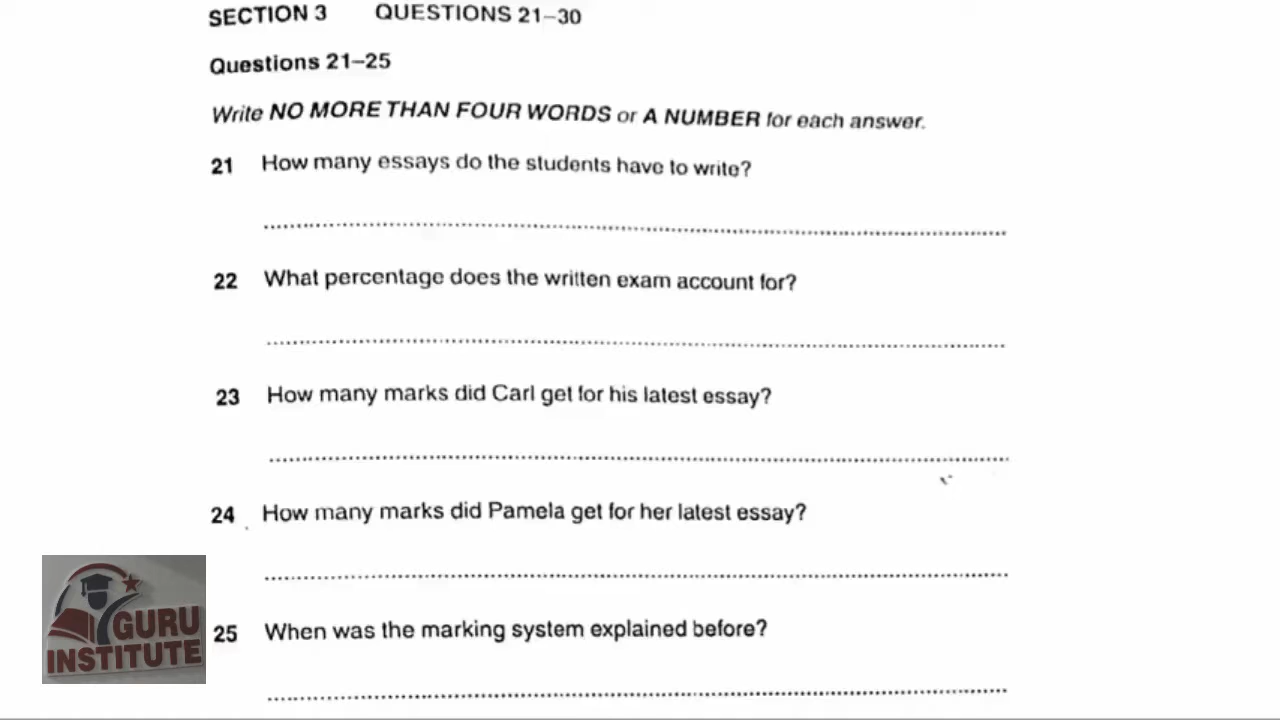 SECTION 3 QUESTIONS 21–30
Questions 21–25
Write NO MORE THAN FOUR WORDS or A NUMBER for each answer.
21 How many essays do the students have to write?
22 What percentage does the written exam account for?
23 How many marks did Carl get for his latest essay?
24 How many marks did Pamela get for her latest essay?
25 When was the marking system explained before?
GURU
INSTITUTE